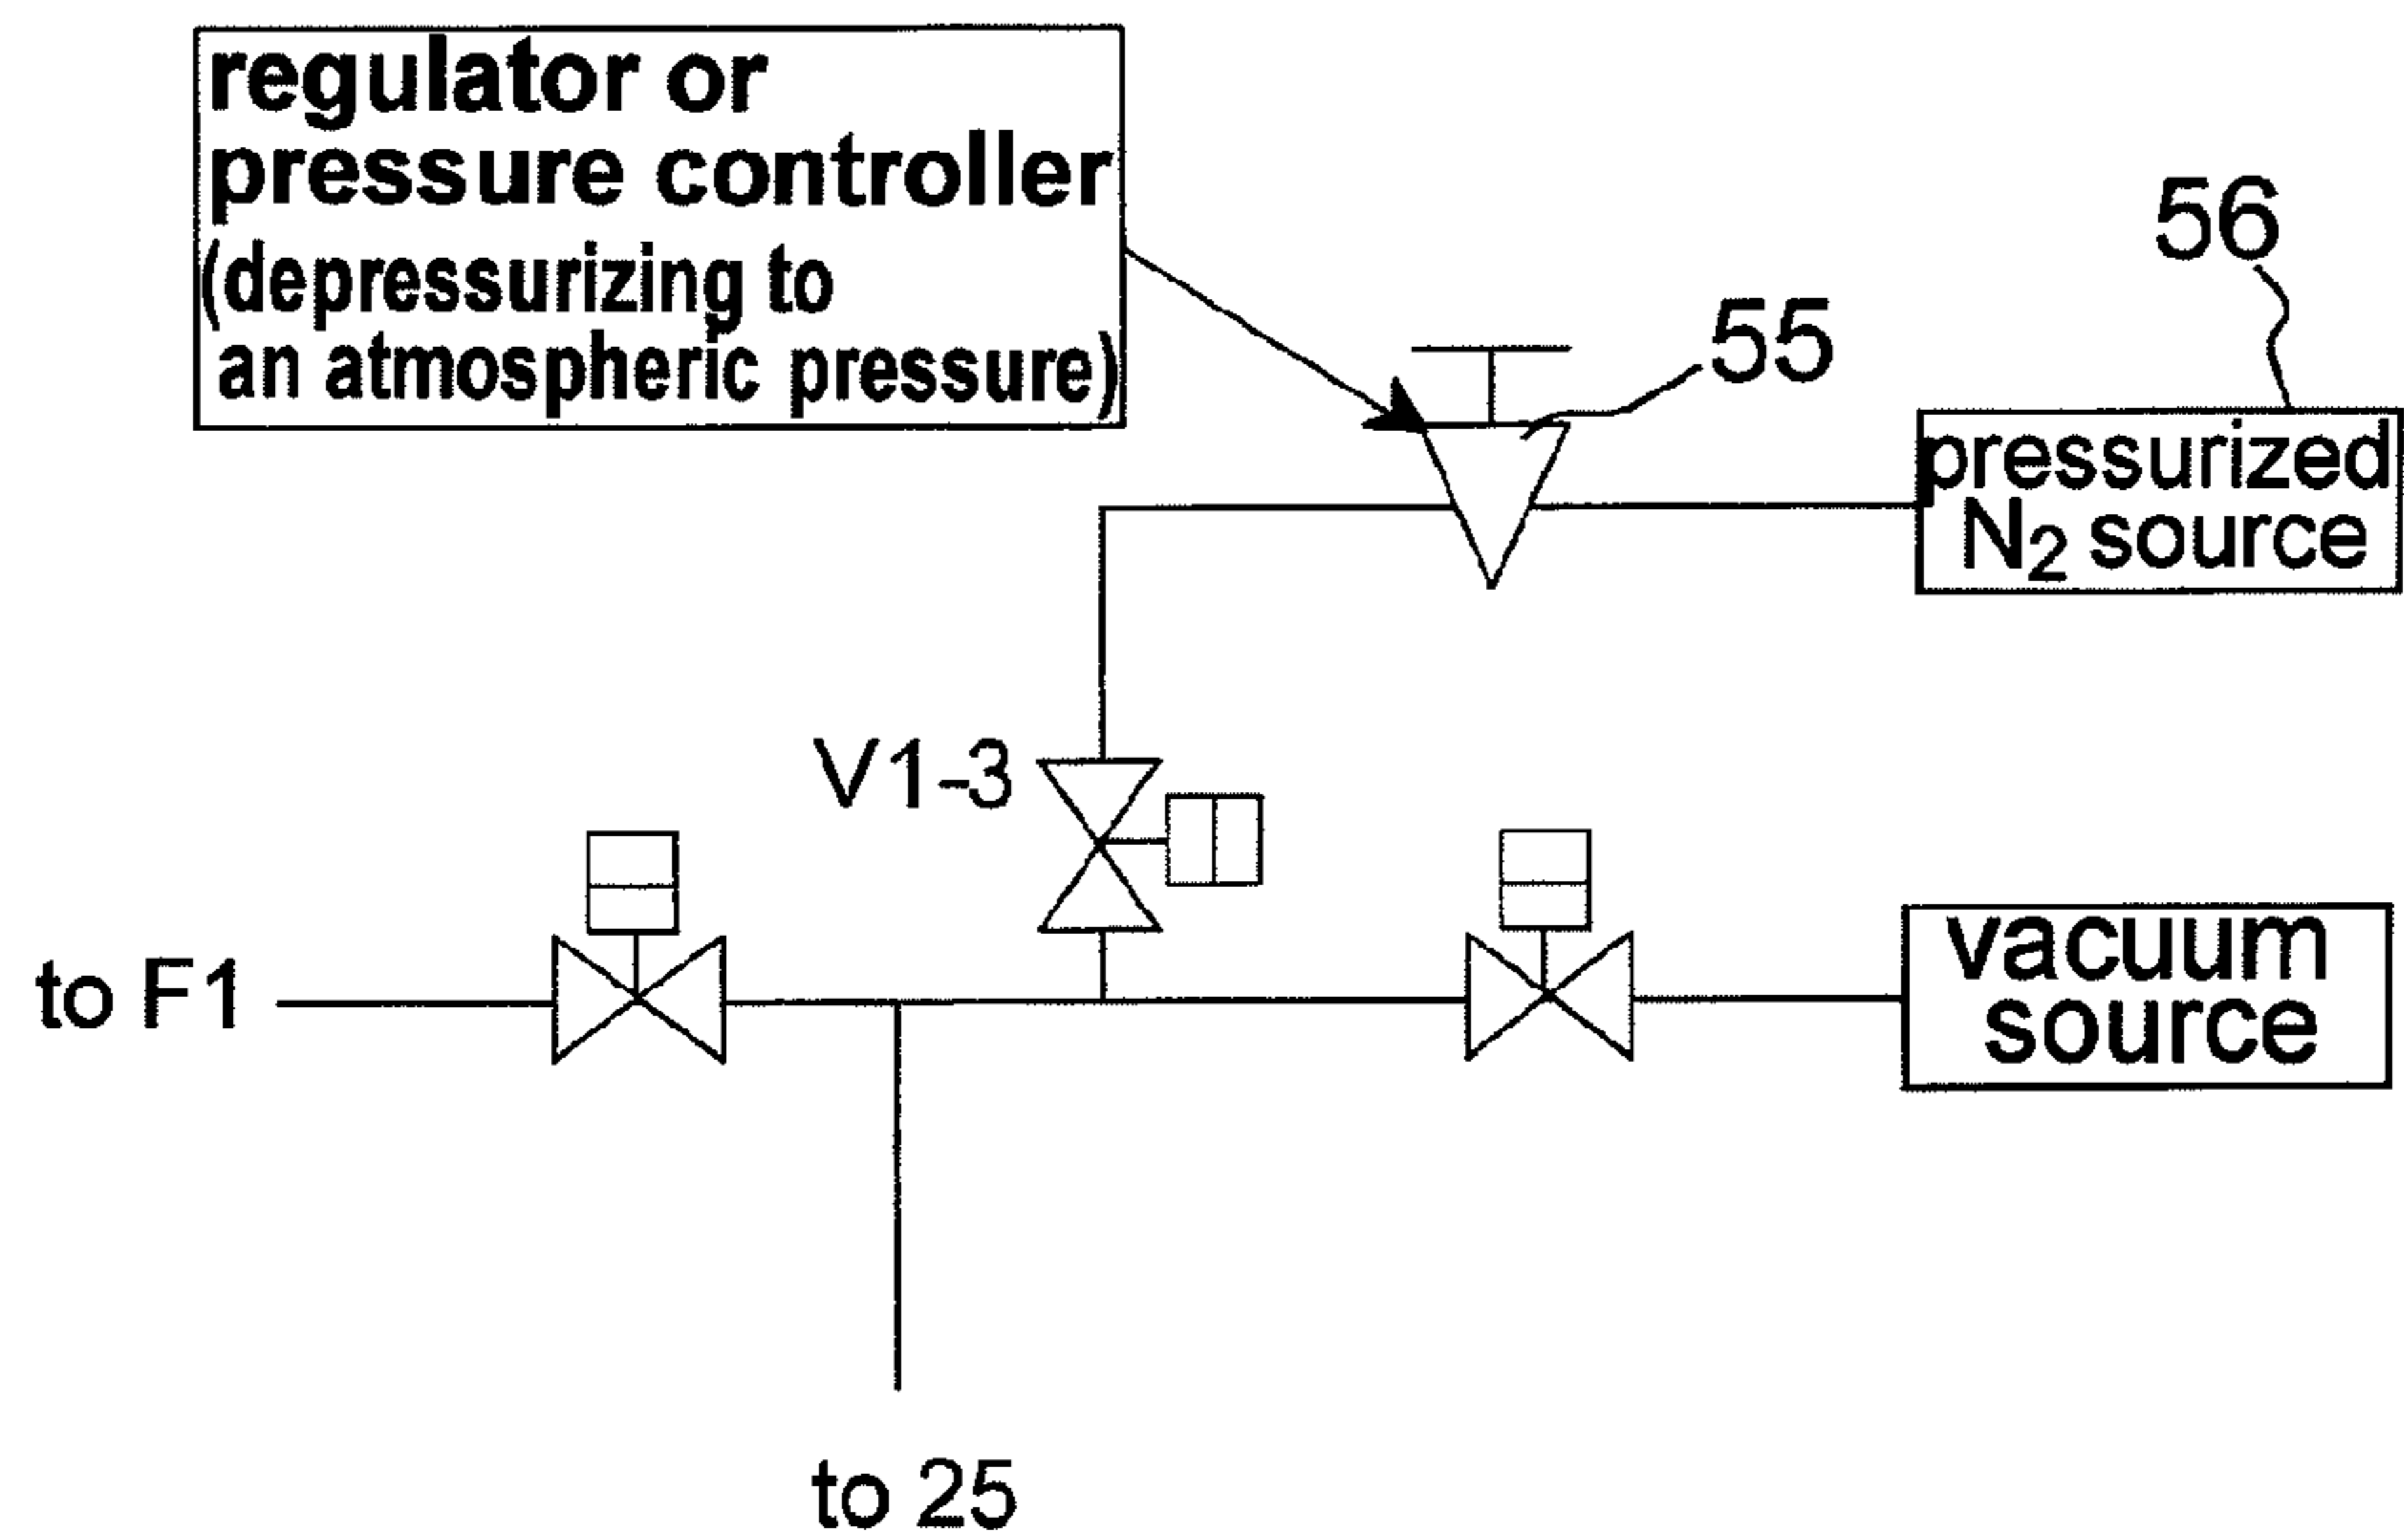 regulator or
pressure controller
(depressurizing to
an atmospheric pressure)
56
55
pressurized
N₂ source
V1-3
to F1
vacuum
source
to 25